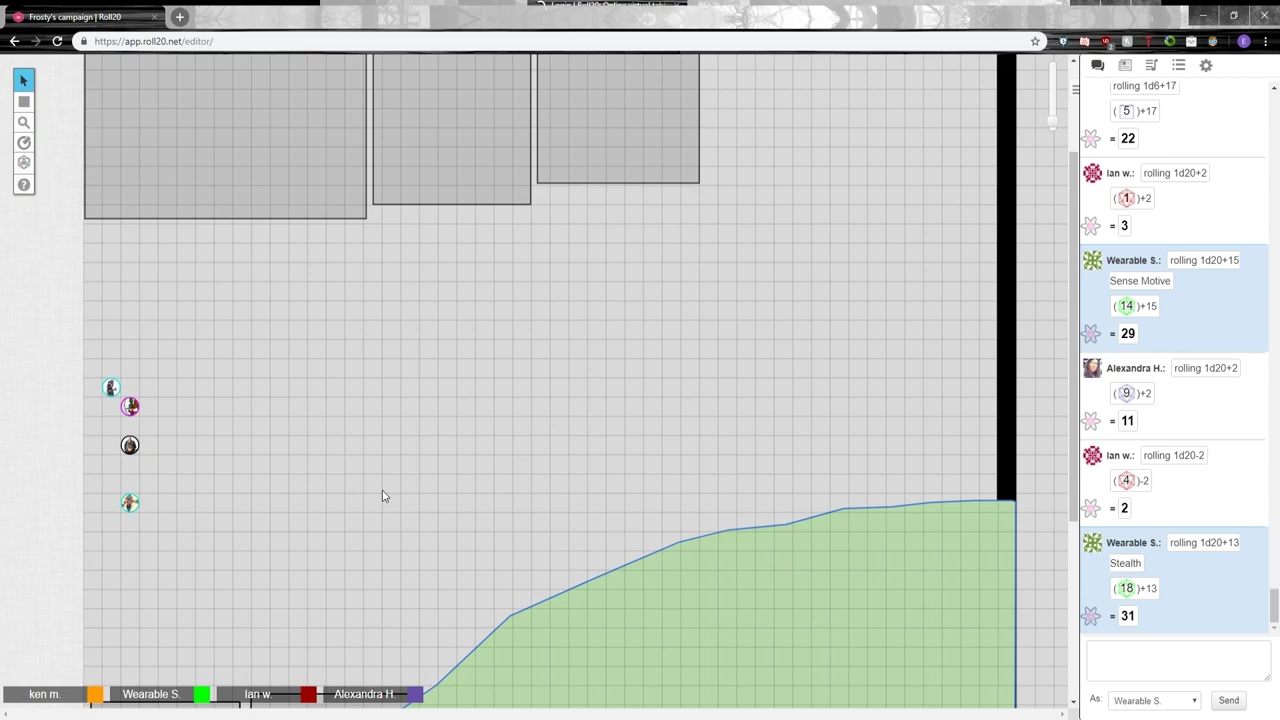 Frosty's campaign | Roll20
https://app.roll20.net/editor/
rolling 1d6+17
(5)+17
= 22
Ian w.: rolling 1d20+2
(1)+2
= 3
Wearable S.: rolling 1d20+15
Sense Motive
(14)+15
= 29
Alexandra H.: rolling 1d20+2
(9)+2
= 11
Ian w.: rolling 1d20-2
(4)-2
= 2
Wearable S.: rolling 1d20+13
Stealth
(18)+13
= 31
ken m. Wearable S. Ian w. Alexandra H
As: Wearable S. Send